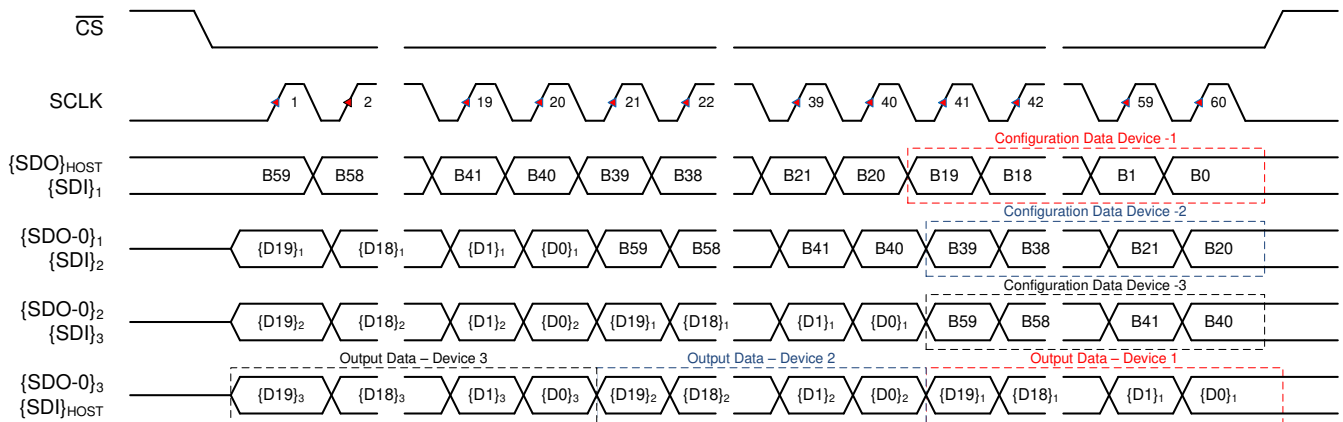 CS
SCLK 1 2 19 20 21 22 39 40 41 42 59 60
Configuration Data Device -1
{SDO}HOST
{SDI}1
B59 B58 B41 B40 B39 B38 B21 B20 B19 B18 B1 B0
Configuration Data Device -2
{SDO-0}1
{SDI}2
{D19}1 {D18}1 {D1}1 {D0}1 B59 B58 B41 B40 B39 B38 B21 B20
Configuration Data Device -3
{SDO-0}2
{SDI}3
{D19}2 {D18}2 {D1}2 {D0}2 {D19}1 {D18}1 {D1}1 {D0}1 B59 B58 B41 B40
Output Data – Device 3 Output Data – Device 2 Output Data – Device 1
{SDO-0}3
{SDI}HOST
{D19}3 {D18}3 {D1}3 {D0}3 {D19}2 {D18}2 {D1}2 {D0}2 {D19}1 {D18}1 {D1}1 {D0}1